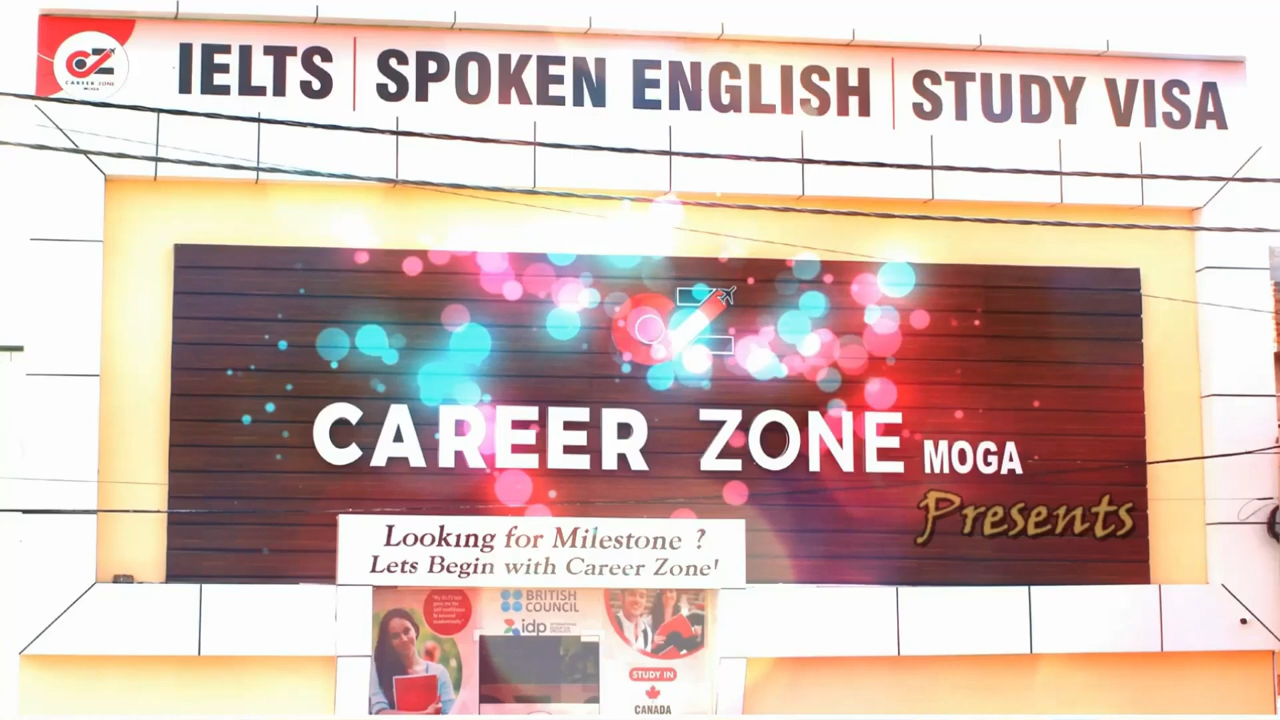 CAREER ZONE
MOGA
IELTS | SPOKEN ENGLISH | STUDY VISA
CAREER ZONE MOGA
Presents
Looking for Milestone ?
Lets Begin with Career Zone!
BRITISH
COUNCIL
idp
STUDY IN
CANADA